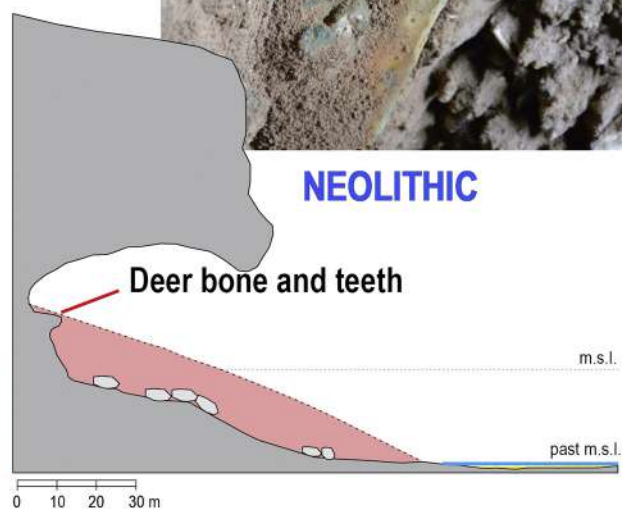 NEOLITHIC
Deer bone and teeth
m.s.l.
past m.s.l.
0 10 20 30 m